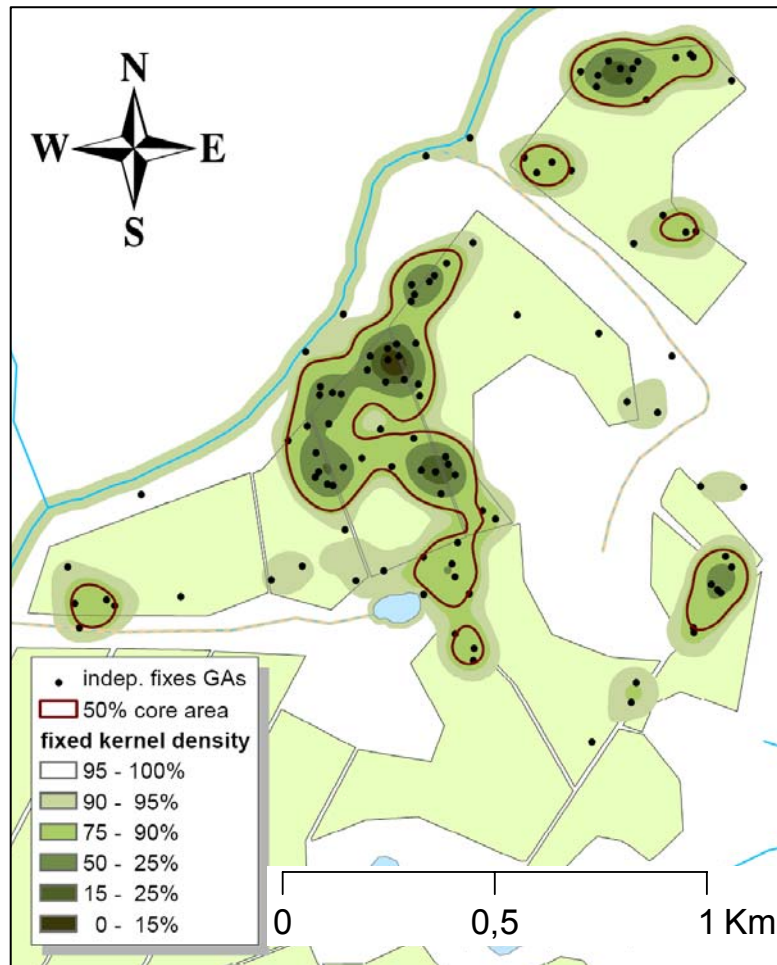 N
W E
S
indep. fixes GAs
50% core area
fixed kernel density
95 - 100%
90 - 95%
75 - 90%
50 - 25%
15 - 25%
0 - 15%
0 0,5 1 Km